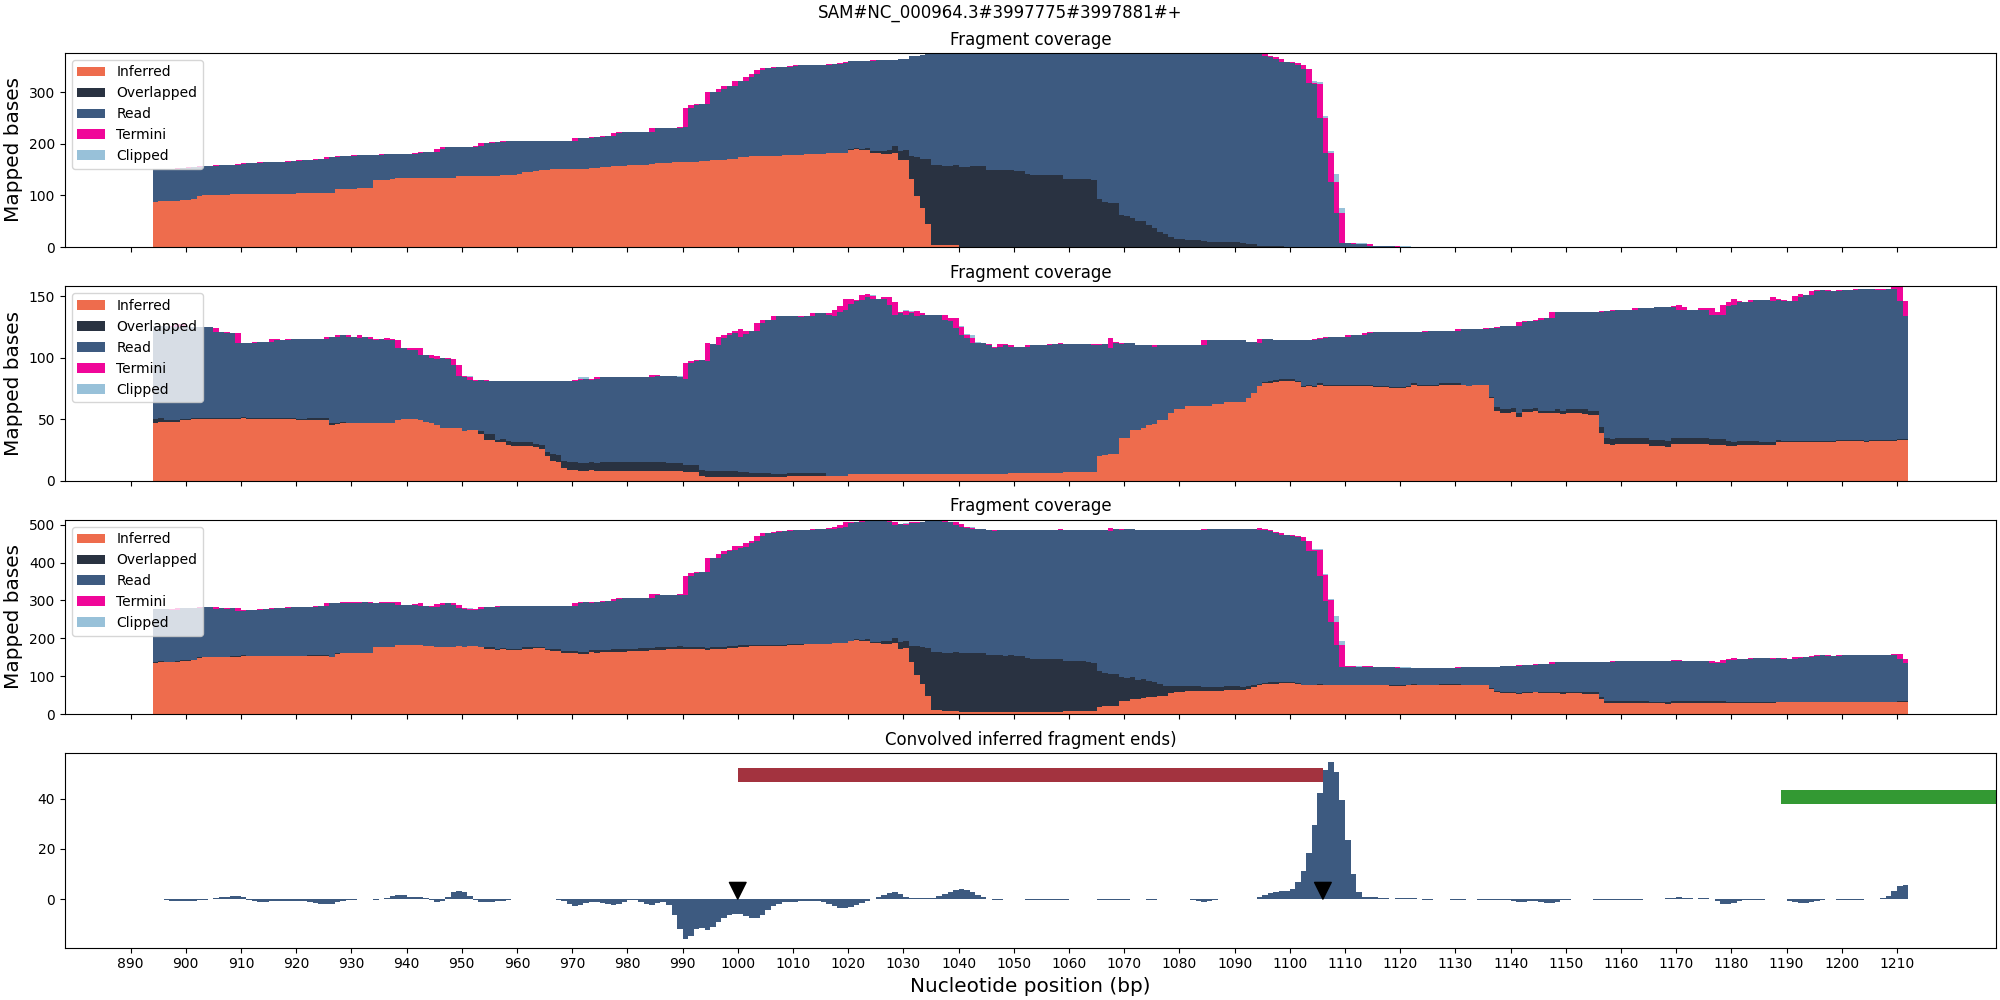 SAM#NC_000964.3#3997775#3997881#+
Fragment coverage
Mapped bases
300
200
100
0
Inferred
Overlapped
Read
Termini
Clipped
Fragment coverage
Mapped bases
150
100
50
0
Inferred
Overlapped
Read
Termini
Clipped
Fragment coverage
Mapped bases
500
400
300
200
100
0
Inferred
Overlapped
Read
Termini
Clipped
Convolved inferred fragment ends)
40
20
0
890 900 910 920 930 940 950 960 970 980 990 1000 1010 1020 1030 1040 1050 1060 1070 1080 1090 1100 1110 1120 1130 1140 1150 1160 1170 1180 1190 1200 1210
Nucleotide position (bp)